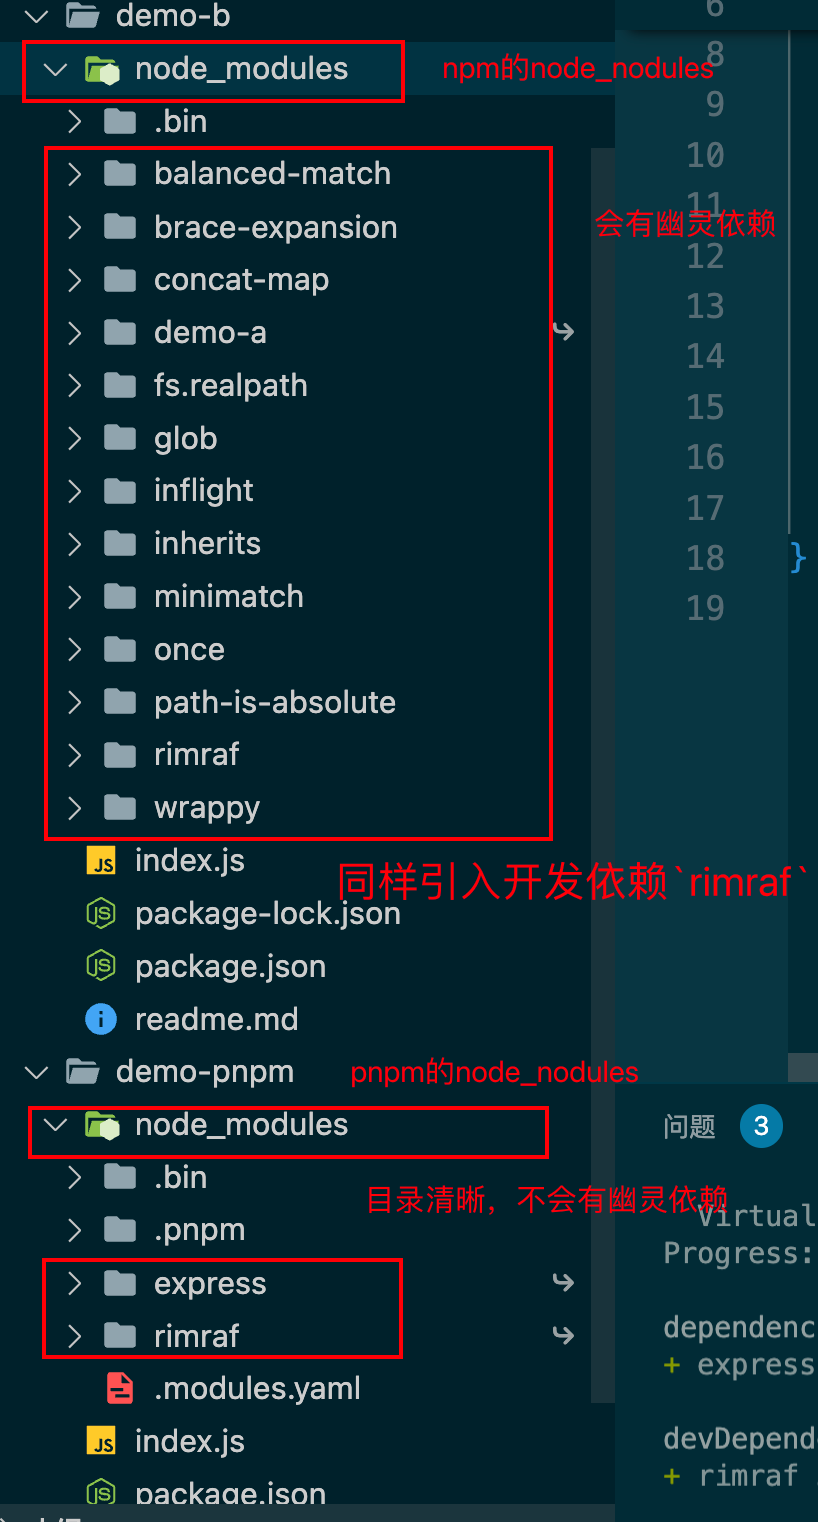 demo-b
6
node_modules
npm的node_nodules
8
9
.bin
10
balanced-match
11
brace-expansion
会有幽灵依赖
12
concat-map
13
demo-a
14
fs.realpath
15
glob
16
inflight
17
inherits
18
}
minimatch
19
once
path-is-absolute
rimraf
wrappy
index.js
同样引入开发依赖`rimraf`
package-lock.json
package.json
readme.md
demo-pnpm
pnpm的node_nodules
node_modules
问题 3
.bin
目录清晰，不会有幽灵依赖
Virtual
.pnpm
Progress:
express
rimraf
dependenc
+ express
.modules.yaml
index.js
devDepend
+ rimraf
package.json